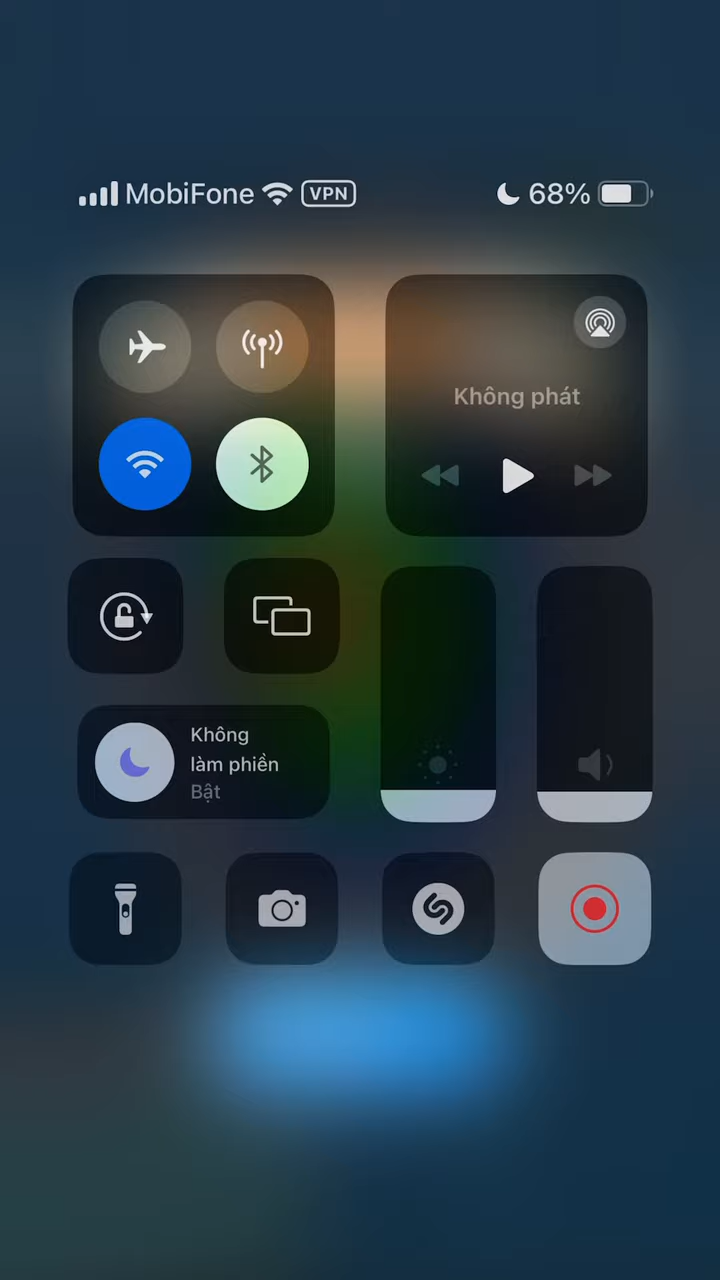 MobiFone VPN 68%
Không phát
Không
làm phiền
Bật